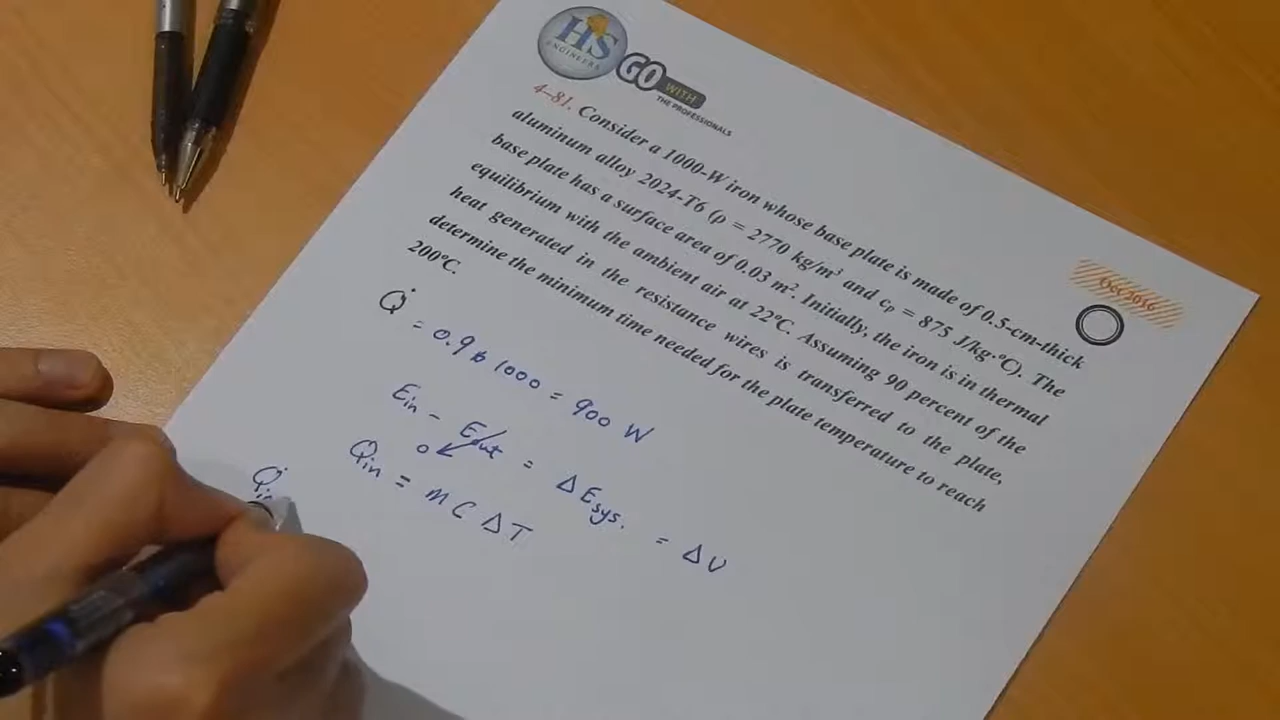 HS
ENGINEERS
GO WITH
THE PROFESSIONALS
4–81. Consider a 1000-W iron whose base plate is made of 0.5-cm-thick
aluminum alloy 2024-T6 (ρ = 2770 kg/m³ and cₚ = 875 J/kg·°C). The
base plate has a surface area of 0.03 m². Initially, the iron is in thermal
equilibrium with the ambient air at 22°C. Assuming 90 percent of the
heat generated in the resistance wires is transferred to the plate,
determine the minimum time needed for the plate temperature to reach
200°C.
Oct 2016
Q̇ = 0.9 * 1000 = 900 W
Ein - Eout = ΔEsys. = ΔU
0
Qin = m C ΔT
Q̇in